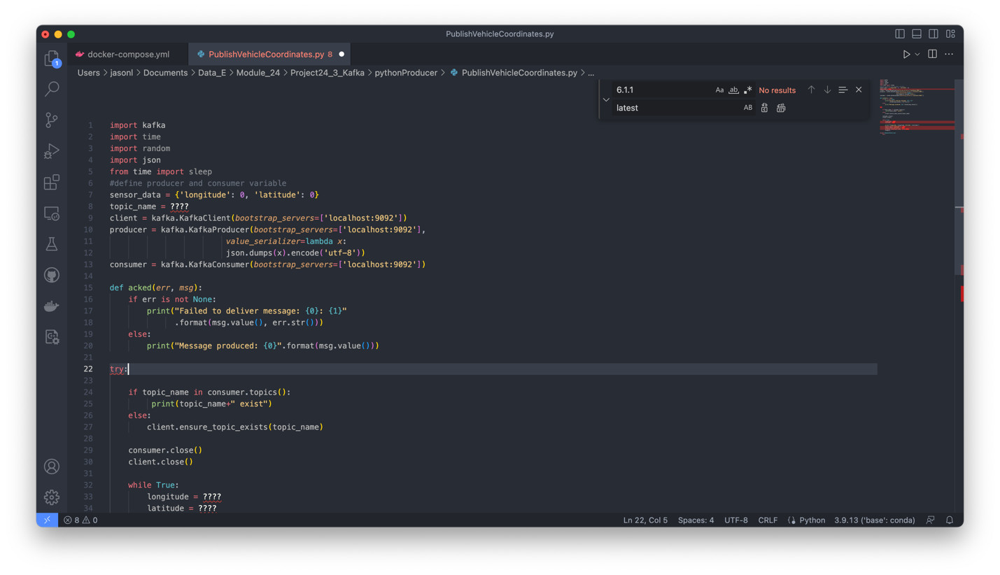 PublishVehicleCoordinates.py
docker-compose.yml
PublishVehicleCoordinates.py 8
1
Users > jasonl > Documents > Data_E > Module_24 > Project24_3_Kafka > pythonProducer > PublishVehicleCoordinates.py > ...
6.1.1 Aa ab .* No results
latest AB
1 import kafka
2 import time
3 import random
4 import json
5 from time import sleep
6 #define producer and consumer variable
7 sensor_data = {'longitude': 0, 'latitude': 0}
8 topic_name = ????
9 client = kafka.KafkaClient(bootstrap_servers=['localhost:9092'])
10 producer = kafka.KafkaProducer(bootstrap_servers=['localhost:9092'],
11 value_serializer=lambda x:
12 json.dumps(x).encode('utf-8'))
13 consumer = kafka.KafkaConsumer(bootstrap_servers=['localhost:9092'])
14
15 def acked(err, msg):
16 if err is not None:
17 print("Failed to deliver message: {0}: {1}"
18 .format(msg.value(), err.str()))
19 else:
20 print("Message produced: {0}".format(msg.value()))
21
22 try:
23
24 if topic_name in consumer.topics():
25 print(topic_name+" exist")
26 else:
27 client.ensure_topic_exists(topic_name)
28
29 consumer.close()
30 client.close()
31
32 while True:
33 longitude = ????
34 latitude = ????
8 0 Ln 22, Col 5 Spaces: 4 UTF-8 CRLF Python 3.9.13 ('base': conda)